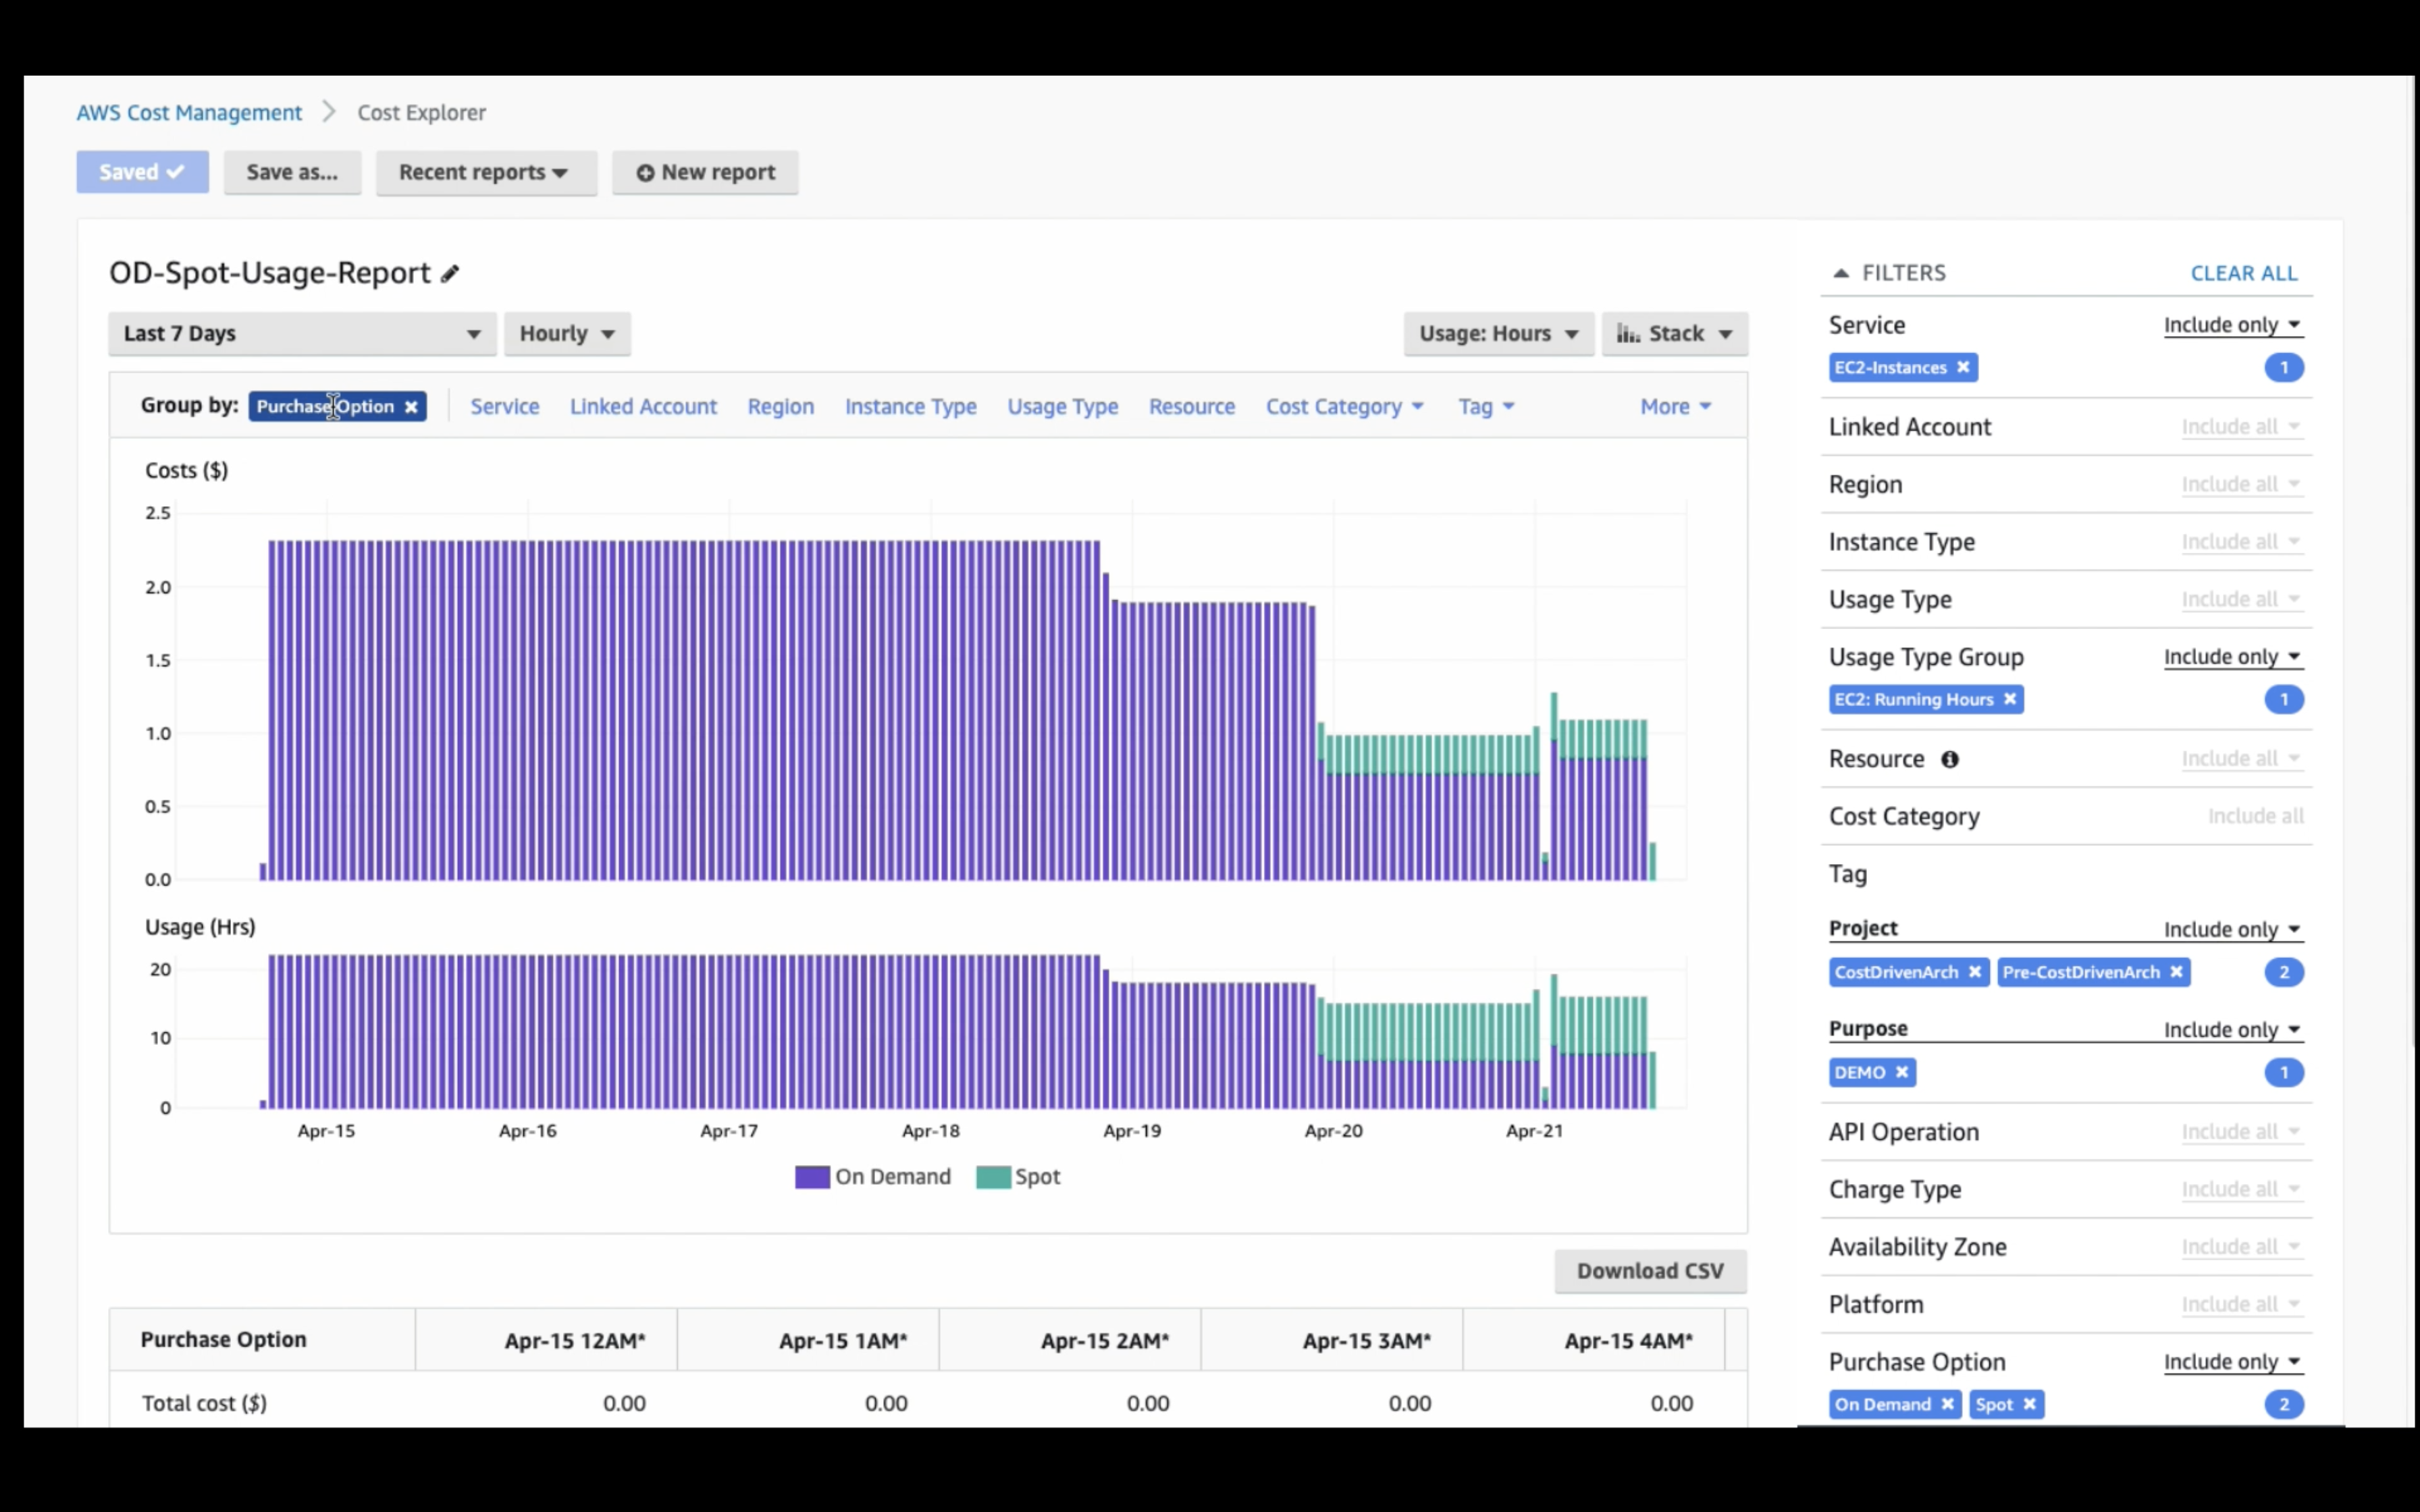 AWS Cost Management Cost Explorer
Saved Save as... Recent reports New report
OD-Spot-Usage-Report
Last 7 Days Hourly Usage: Hours Stack
Group by: Purchase Option Service Linked Account Region Instance Type Usage Type Resource Cost Category Tag More
Costs ($)
2.5
2.0
1.5
1.0
0.5
0.0
Usage (Hrs)
20
10
0
Apr-15 Apr-16 Apr-17 Apr-18 Apr-19 Apr-20 Apr-21
On Demand Spot
Download CSV
Purchase Option Apr-15 12AM* Apr-15 1AM* Apr-15 2AM* Apr-15 3AM* Apr-15 4AM*
Total cost ($) 0.00 0.00 0.00 0.00 0.00
FILTERS CLEAR ALL
Service Include only
EC2-Instances 1
Linked Account Include all
Region Include all
Instance Type Include all
Usage Type Include all
Usage Type Group Include only
EC2: Running Hours 1
Resource Include all
Cost Category Include all
Tag
Project Include only
CostDrivenArch Pre-CostDrivenArch 2
Purpose Include only
DEMO 1
API Operation Include all
Charge Type Include all
Availability Zone Include all
Platform Include all
Purchase Option Include only
On Demand Spot 2